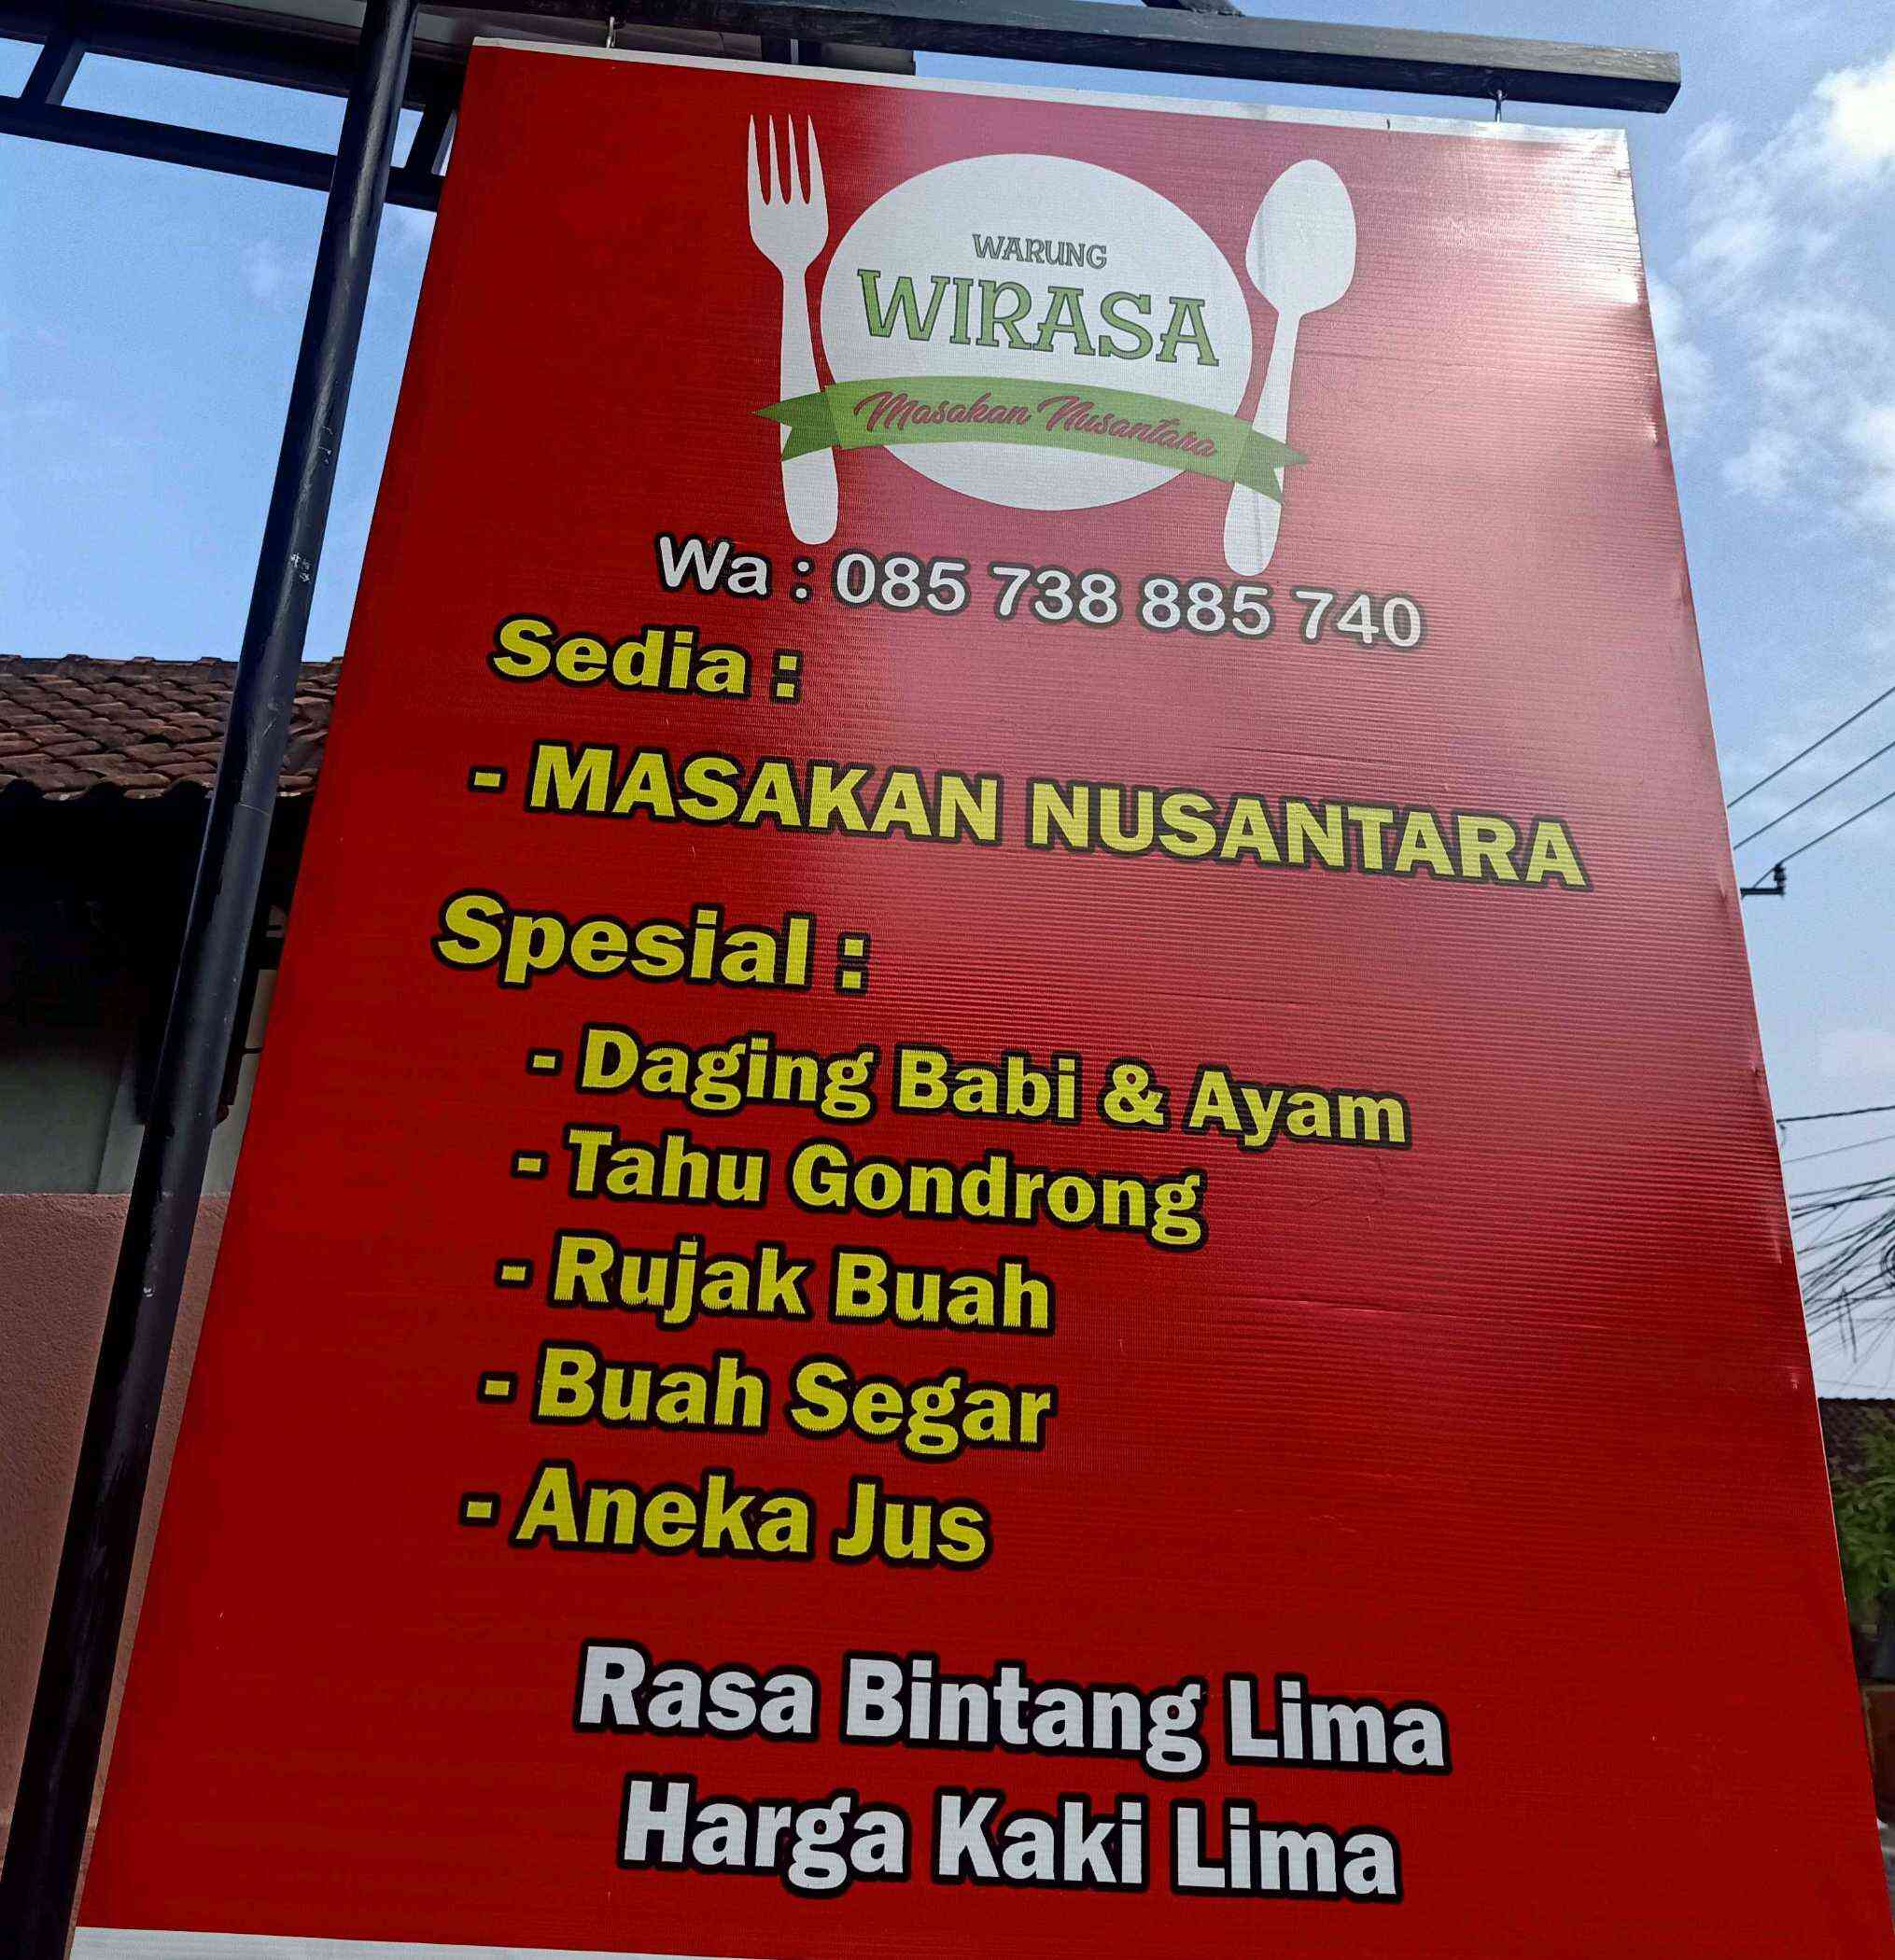 WARUNG
WIRASA
Masakan Nusantara
Wa : 085 738 885 740
Sedia :
- MASAKAN NUSANTARA
Spesial :
- Daging Babi & Ayam
- Tahu Gondrong
- Rujak Buah
- Buah Segar
- Aneka Jus
Rasa Bintang Lima
Harga Kaki Lima